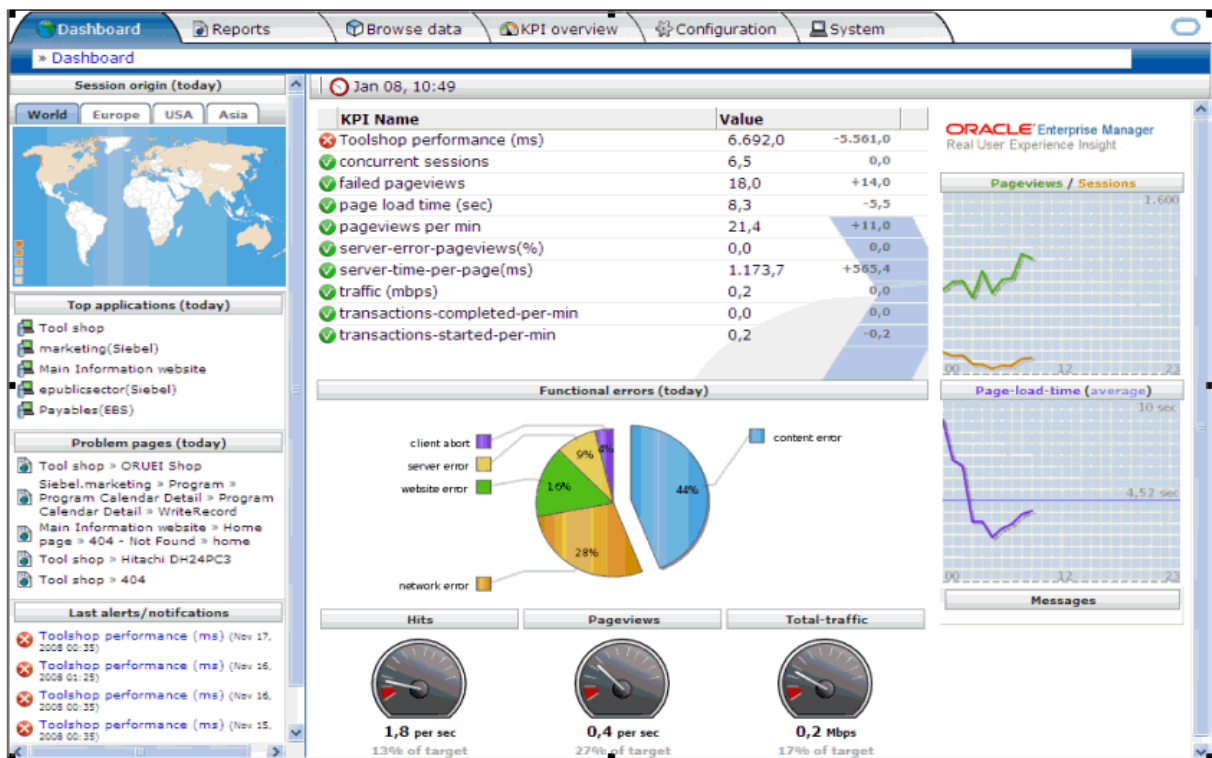 Dashboard
Reports
Browse data
KPI overview
Configuration
System
» Dashboard
Session origin (today)
World
Europe
USA
Asia
Top applications (today)
Tool shop
marketing(Siebel)
Main Information website
epublicsector(Siebel)
Payables(EBS)
Problem pages (today)
Tool shop » ORUEI Shop
Siebel.marketing » Program »
Program Calendar Detail » Program
Calendar Detail » WriteRecord
Main Information website » Home
page » 404 - Not Found » home
Tool shop » Hitachi DH24PC3
Tool shop » 404
Last alerts/notifcations
Toolshop performance (ms) (Nov 17,
2008 00:35)
Toolshop performance (ms) (Nov 16,
2008 01:25)
Toolshop performance (ms) (Nov 16,
2008 00:35)
Toolshop performance (ms) (Nov 15,
2008 00:35)
Jan 08, 10:49
KPI Name Value
Toolshop performance (ms) 6.692,0 -5.561,0
concurrent sessions 6,5 0,0
failed pageviews 18,0 +14,0
page load time (sec) 8,3 -5,5
pageviews per min 21,4 +11,0
server-error-pageviews(%) 0,0 0,0
server-time-per-page(ms) 1.173,7 +565,4
traffic (mbps) 0,2 0,0
transactions-completed-per-min 0,0 0,0
transactions-started-per-min 0,2 -0,2
Functional errors (today)
client abort
server error
website error
network error
content error
4%
9%
16%
28%
44%
Hits
1,8 per sec
13% of target
Pageviews
0,4 per sec
27% of target
Total-traffic
0,2 Mbps
17% of target
ORACLE Enterprise Manager
Real User Experience Insight
Pageviews / Sessions
1.600
00 12 23
Page-load-time (average)
10 sec
4,52 sec
00 12 23
Messages